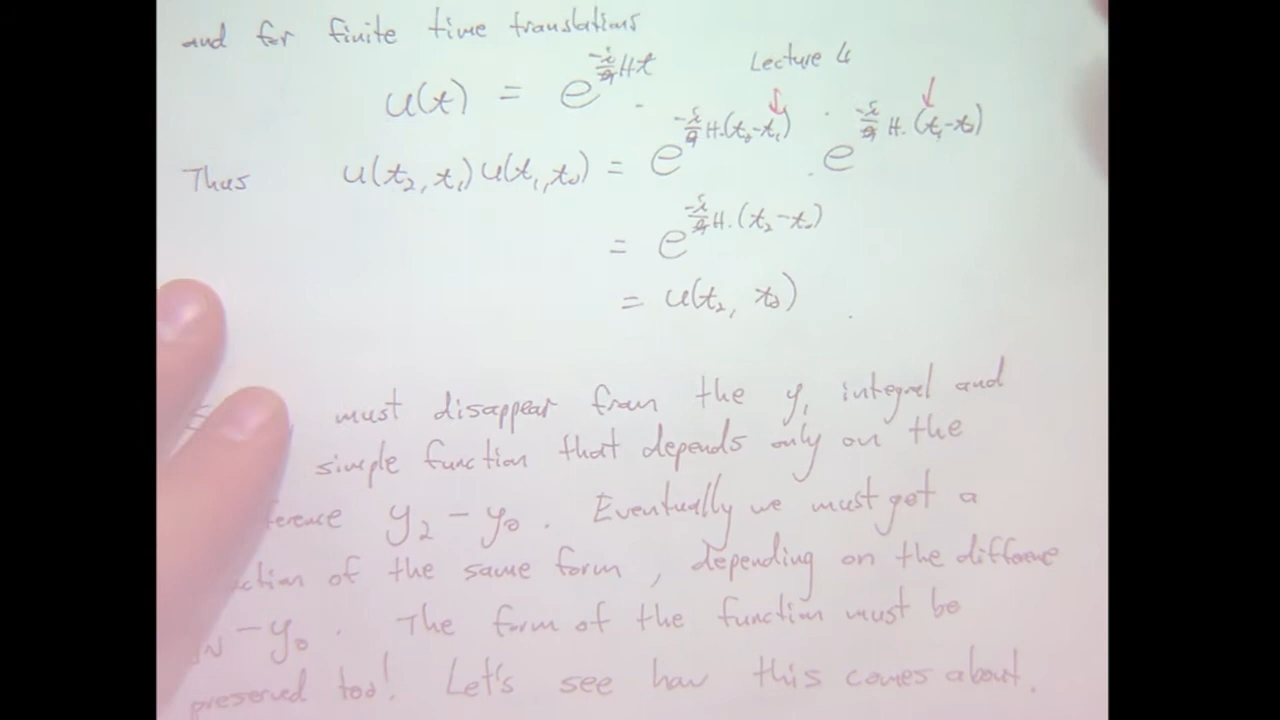 and for finite time translations
Lecture 4
U(t) = e^{-i/ħ Ht}.
Thus U(t₂,t₁)U(t₁,t₀) = e^{-i/ħ H.(t₂-t₁)} . e^{-i/ħ H.(t₁-t₀)}
= e^{-i/ħ H.(t₂-t₀)}
= U(t₂, t₀).
must disappear from the y₁ integral and
simple function that depends only on the
y₂ - y₀. Eventually we must get a
of the same form, depending on the difference
N - y₀. The form of the function must be
preserved too! Let's see how this comes about.